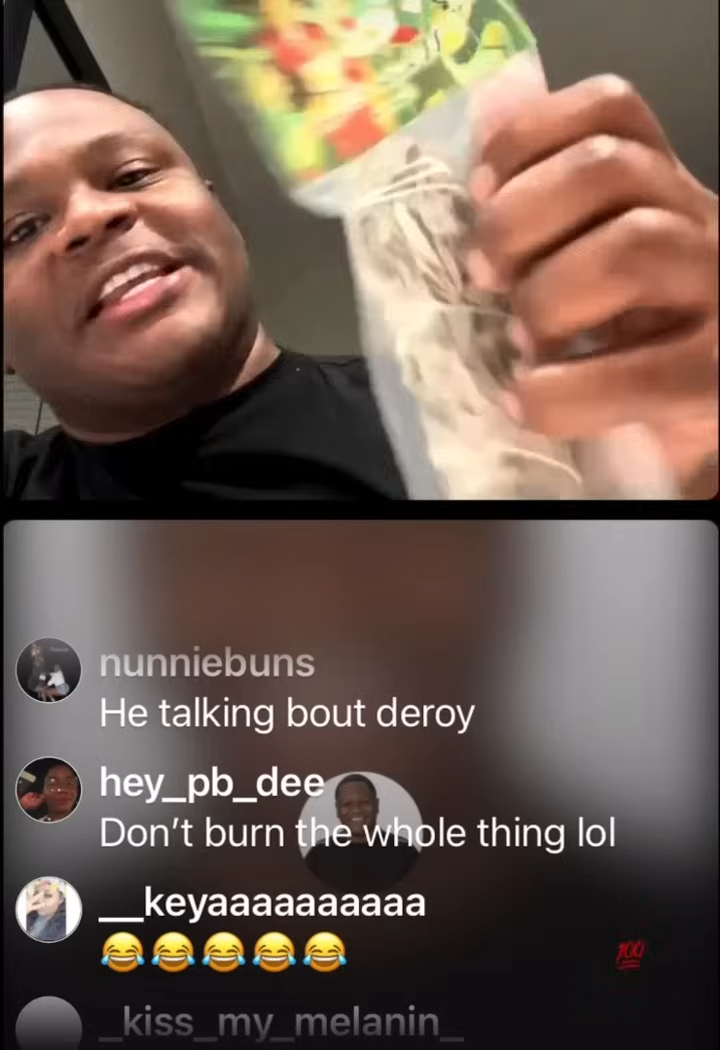 nunniebuns
He talking bout deroy
hey_pb_dee
Don't burn the whole thing lol
__keyaaaaaaaaaa
😂😂😂😂😂
💯
_kiss_my_melanin_